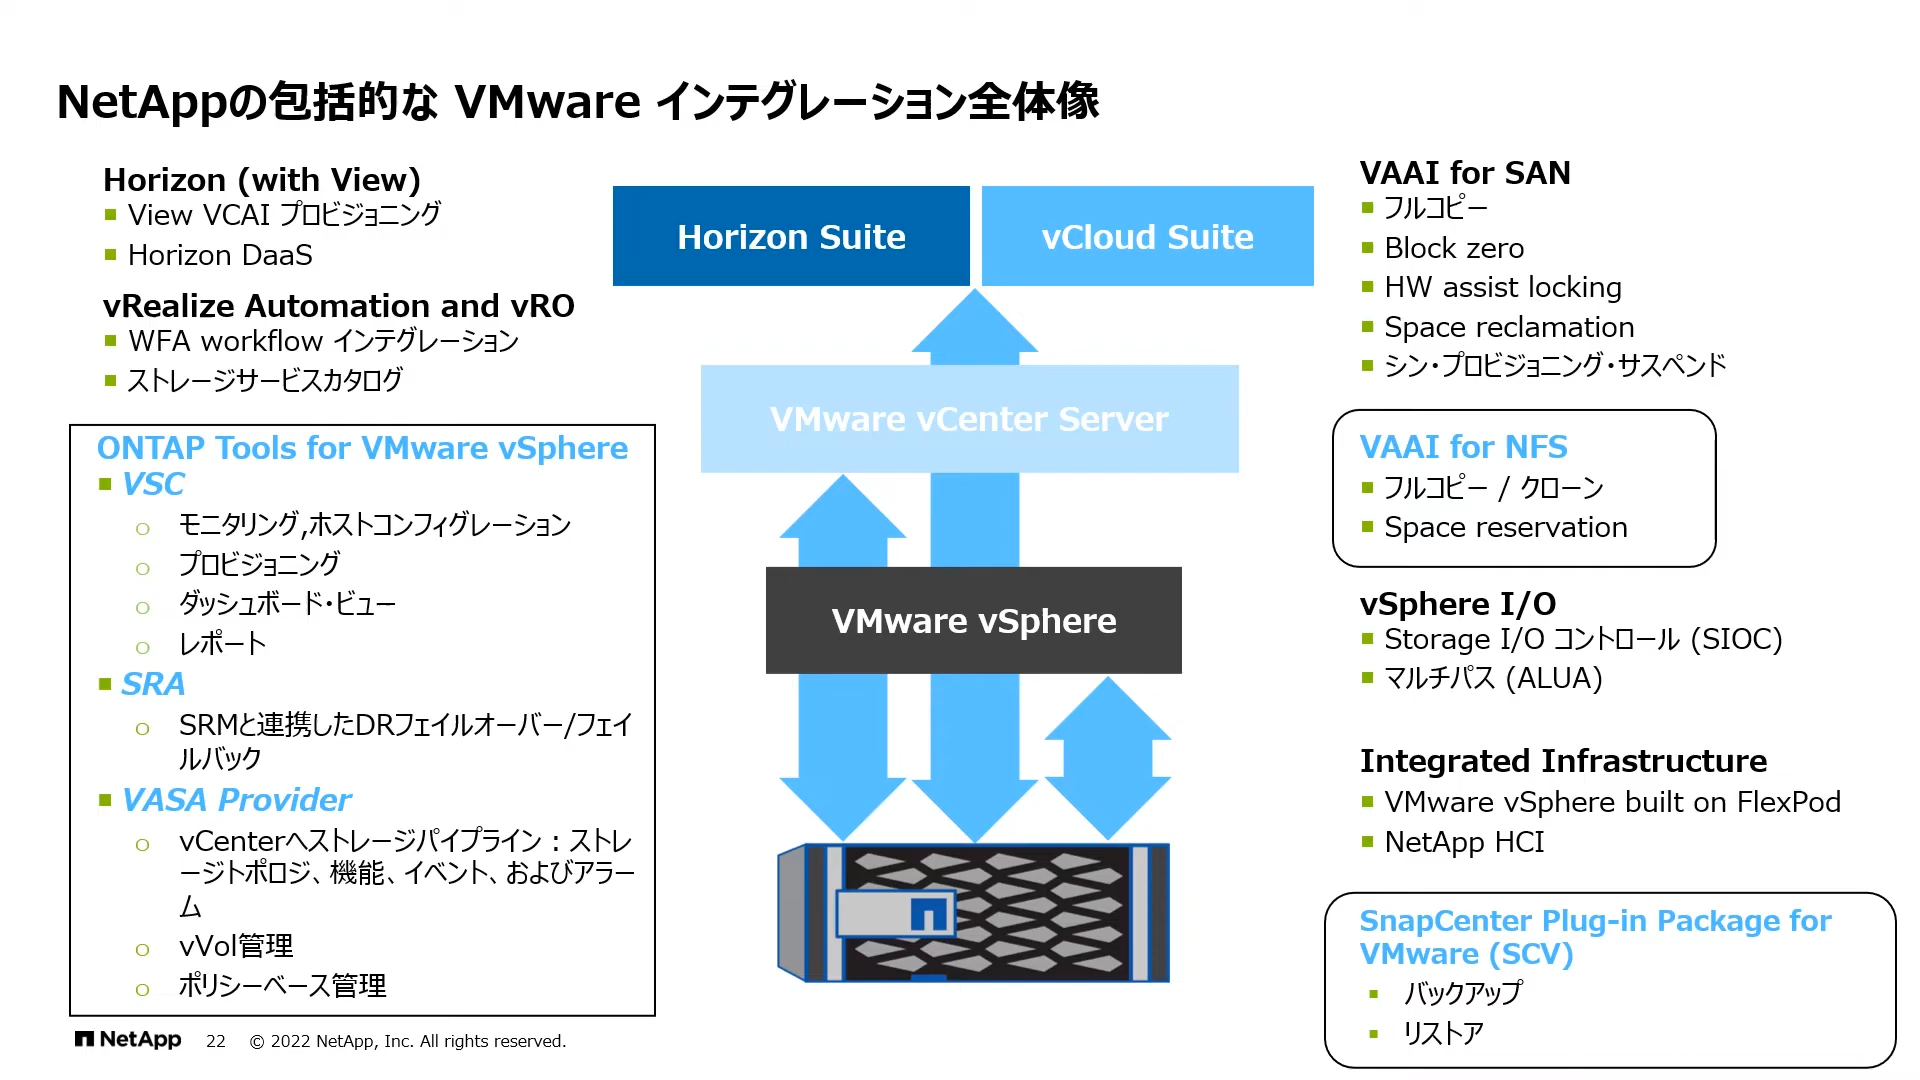 NetAppの包括的な VMware インテグレーション全体像
Horizon (with View)
View VCAI プロビジョニング
Horizon DaaS
vRealize Automation and vRO
WFA workflow インテグレーション
ストレージサービスカタログ
ONTAP Tools for VMware vSphere
VSC
モニタリング,ホストコンフィグレーション
プロビジョニング
ダッシュボード・ビュー
レポート
SRA
SRMと連携したDRフェイルオーバー/フェイ
ルバック
VASA Provider
vCenterへストレージパイプライン：ストレ
ージトポロジ、機能、イベント、およびアラー
ム
vVol管理
ポリシーベース管理
Horizon Suite
vCloud Suite
VMware vCenter Server
VMware vSphere
VAAI for SAN
フルコピー
Block zero
HW assist locking
Space reclamation
シン・プロビジョニング・サスペンド
VAAI for NFS
フルコピー / クローン
Space reservation
vSphere I/O
Storage I/O コントロール (SIOC)
マルチパス (ALUA)
Integrated Infrastructure
VMware vSphere built on FlexPod
NetApp HCI
SnapCenter Plug-in Package for
VMware (SCV)
バックアップ
リストア
NetApp 22 © 2022 NetApp, Inc. All rights reserved.